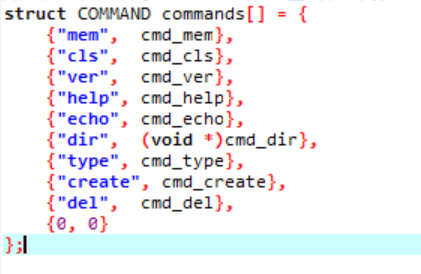 struct COMMAND commands[] = {
    {"mem",  cmd_mem},
    {"cls",  cmd_cls},
    {"ver",  cmd_ver},
    {"help", cmd_help},
    {"echo", cmd_echo},
    {"dir",  (void *)cmd_dir},
    {"type", cmd_type},
    {"create", cmd_create},
    {"del",  cmd_del},
    {0, 0}
};